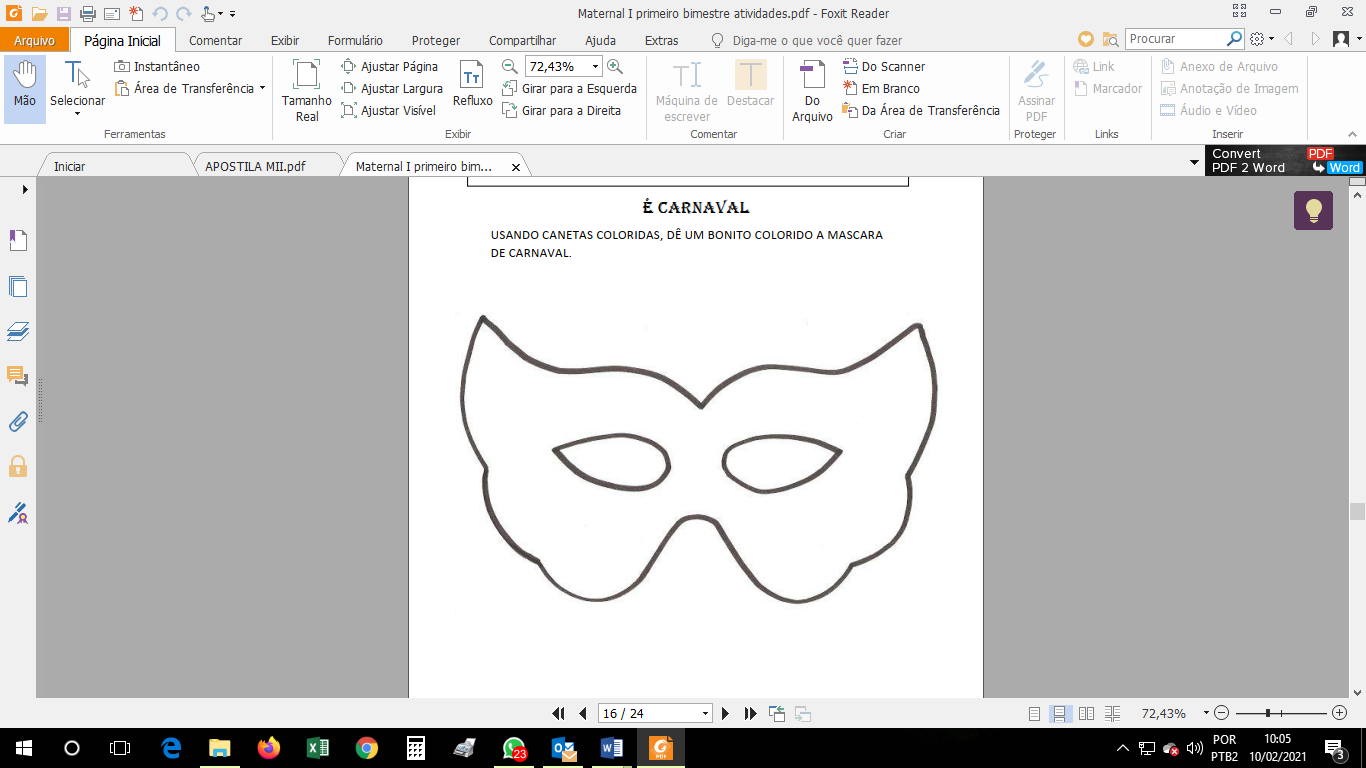 Maternal I primeiro bimestre atividades.pdf - Foxit Reader
Arquivo Página Inicial Comentar Exibir Formulário Proteger Compartilhar Ajuda Extras Diga-me o que você quer fazer Procurar
Mão
Selecionar
Instantâneo
Área de Transferência
Ferramentas
Tamanho
Real
Ajustar Página
Ajustar Largura
Ajustar Visível
Refluxo
72,43%
Girar para a Esquerda
Girar para a Direita
Exibir
Máquina de
escrever
Destacar
Comentar
Do
Arquivo
Do Scanner
Em Branco
Da Área de Transferência
Criar
Assinar
PDF
Proteger
Link
Marcador
Links
Anexo de Arquivo
Anotação de Imagem
Áudio e Vídeo
Inserir
Iniciar APOSTILA MII.pdf Maternal I primeiro bim...
Convert PDF
PDF 2 Word Word
É CARNAVAL
USANDO CANETAS COLORIDAS, DÊ UM BONITO COLORIDO A MASCARA
DE CARNAVAL.
16 / 24
72,43%
23
PDF
POR
PTB2
10:05
10/02/2021
3